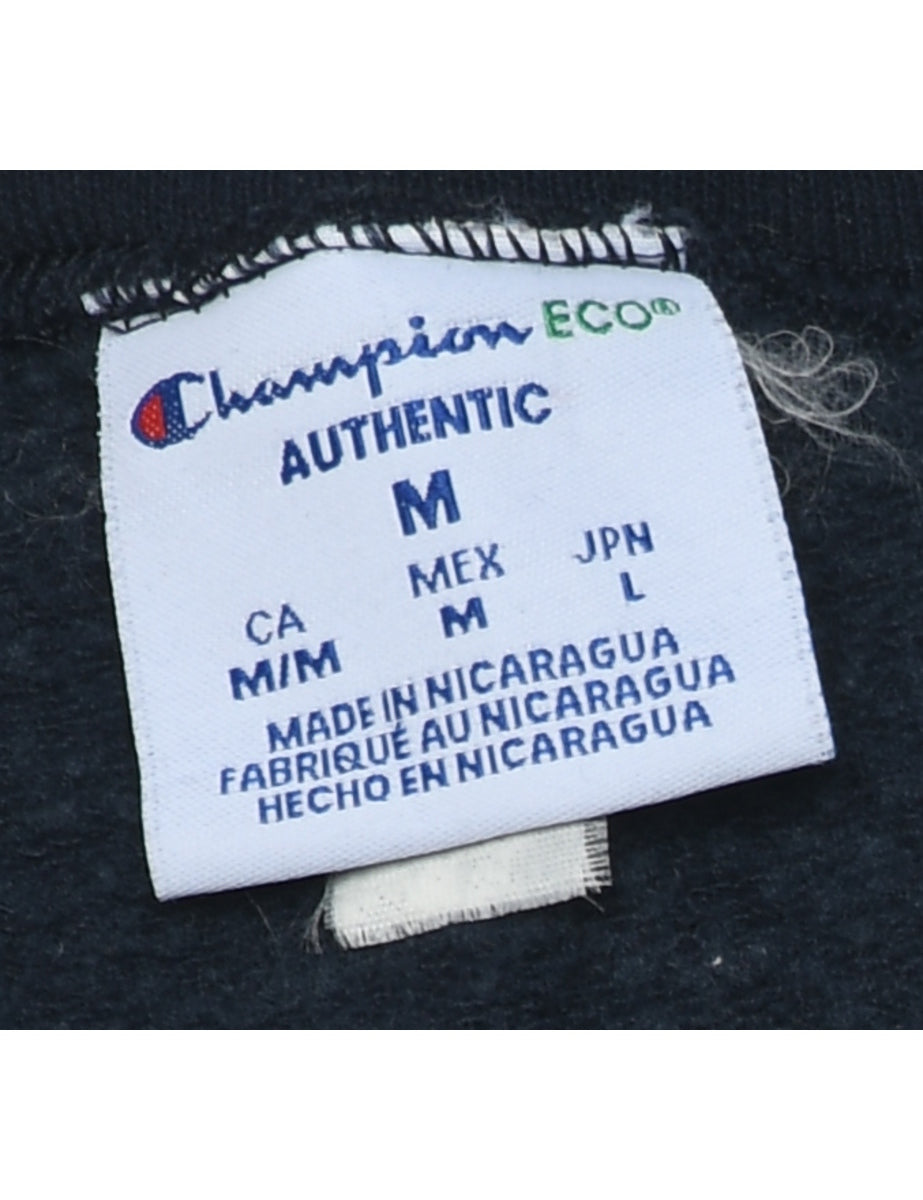 Champion ECO®
AUTHENTIC
M
CA MEX JPN
M/M M L
MADE IN NICARAGUA
FABRIQUÉ AU NICARAGUA
HECHO EN NICARAGUA